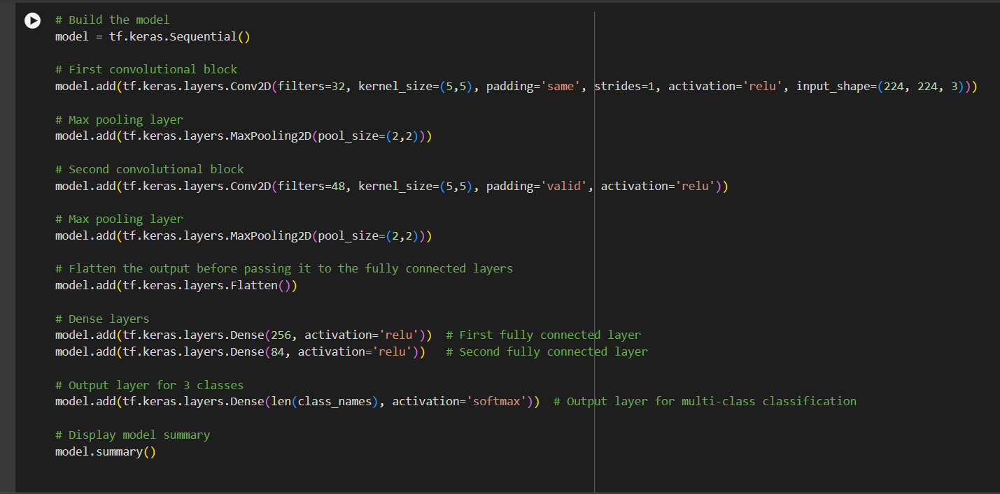 # Build the model
model = tf.keras.Sequential()
# First convolutional block
model.add(tf.keras.layers.Conv2D(filters=32, kernel_size=(5,5), padding='same', strides=1, activation='relu', input_shape=(224, 224, 3)))
# Max pooling layer
model.add(tf.keras.layers.MaxPooling2D(pool_size=(2,2)))
# Second convolutional block
model.add(tf.keras.layers.Conv2D(filters=48, kernel_size=(5,5), padding='valid', activation='relu'))
# Max pooling layer
model.add(tf.keras.layers.MaxPooling2D(pool_size=(2,2)))
# Flatten the output before passing it to the fully connected layers
model.add(tf.keras.layers.Flatten())
# Dense layers
model.add(tf.keras.layers.Dense(256, activation='relu'))  # First fully connected layer
model.add(tf.keras.layers.Dense(84, activation='relu'))   # Second fully connected layer
# Output layer for 3 classes
model.add(tf.keras.layers.Dense(len(class_names), activation='softmax'))  # Output layer for multi-class classification
# Display model summary
model.summary()